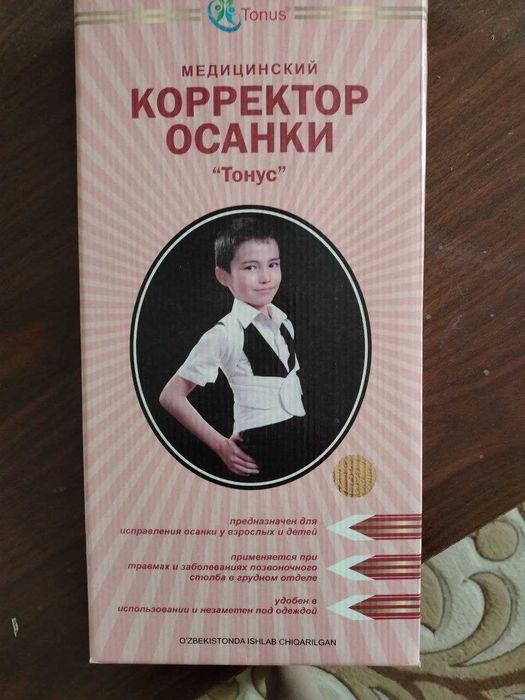 Tonus®
МЕДИЦИНСКИЙ
КОРРЕКТОР
ОСАНКИ
“Тонус”
предназначен для
исправления осанки у взрослых и детей
применяется при
травмах и заболеваниях позвоночного
столба в грудном отделе
удобен в
использовании и незаметен под одеждой
O'ZBEKISTONDA ISHLAB CHIQARILGAN